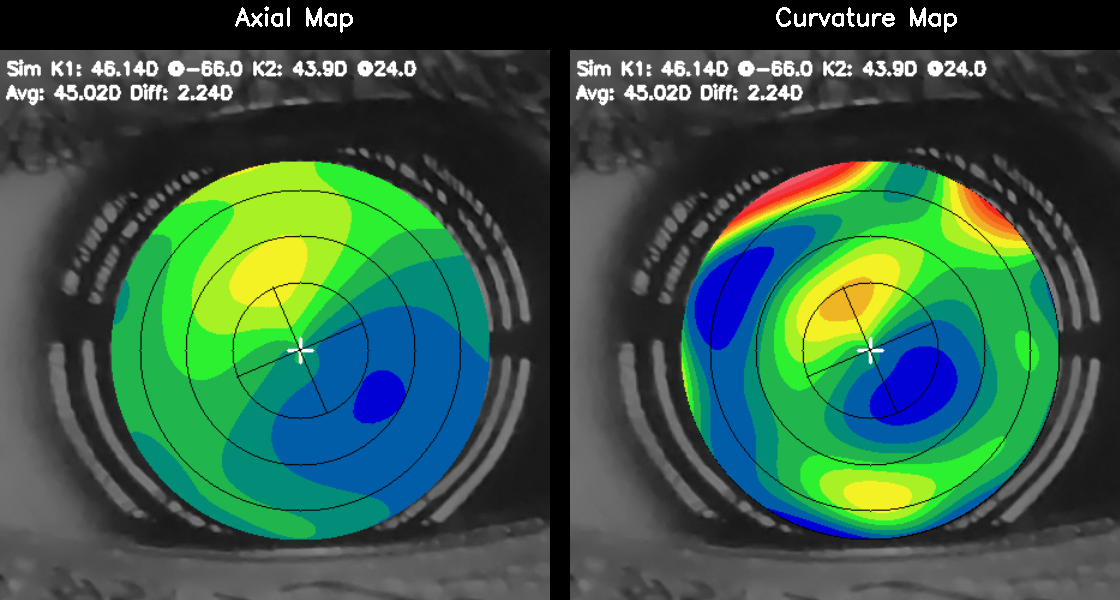 Axial Map
Curvature Map
Sim K1: 46.14D @-66.0 K2: 43.9D @24.0
Avg: 45.02D Diff: 2.24D
Sim K1: 46.14D @-66.0 K2: 43.9D @24.0
Avg: 45.02D Diff: 2.24D